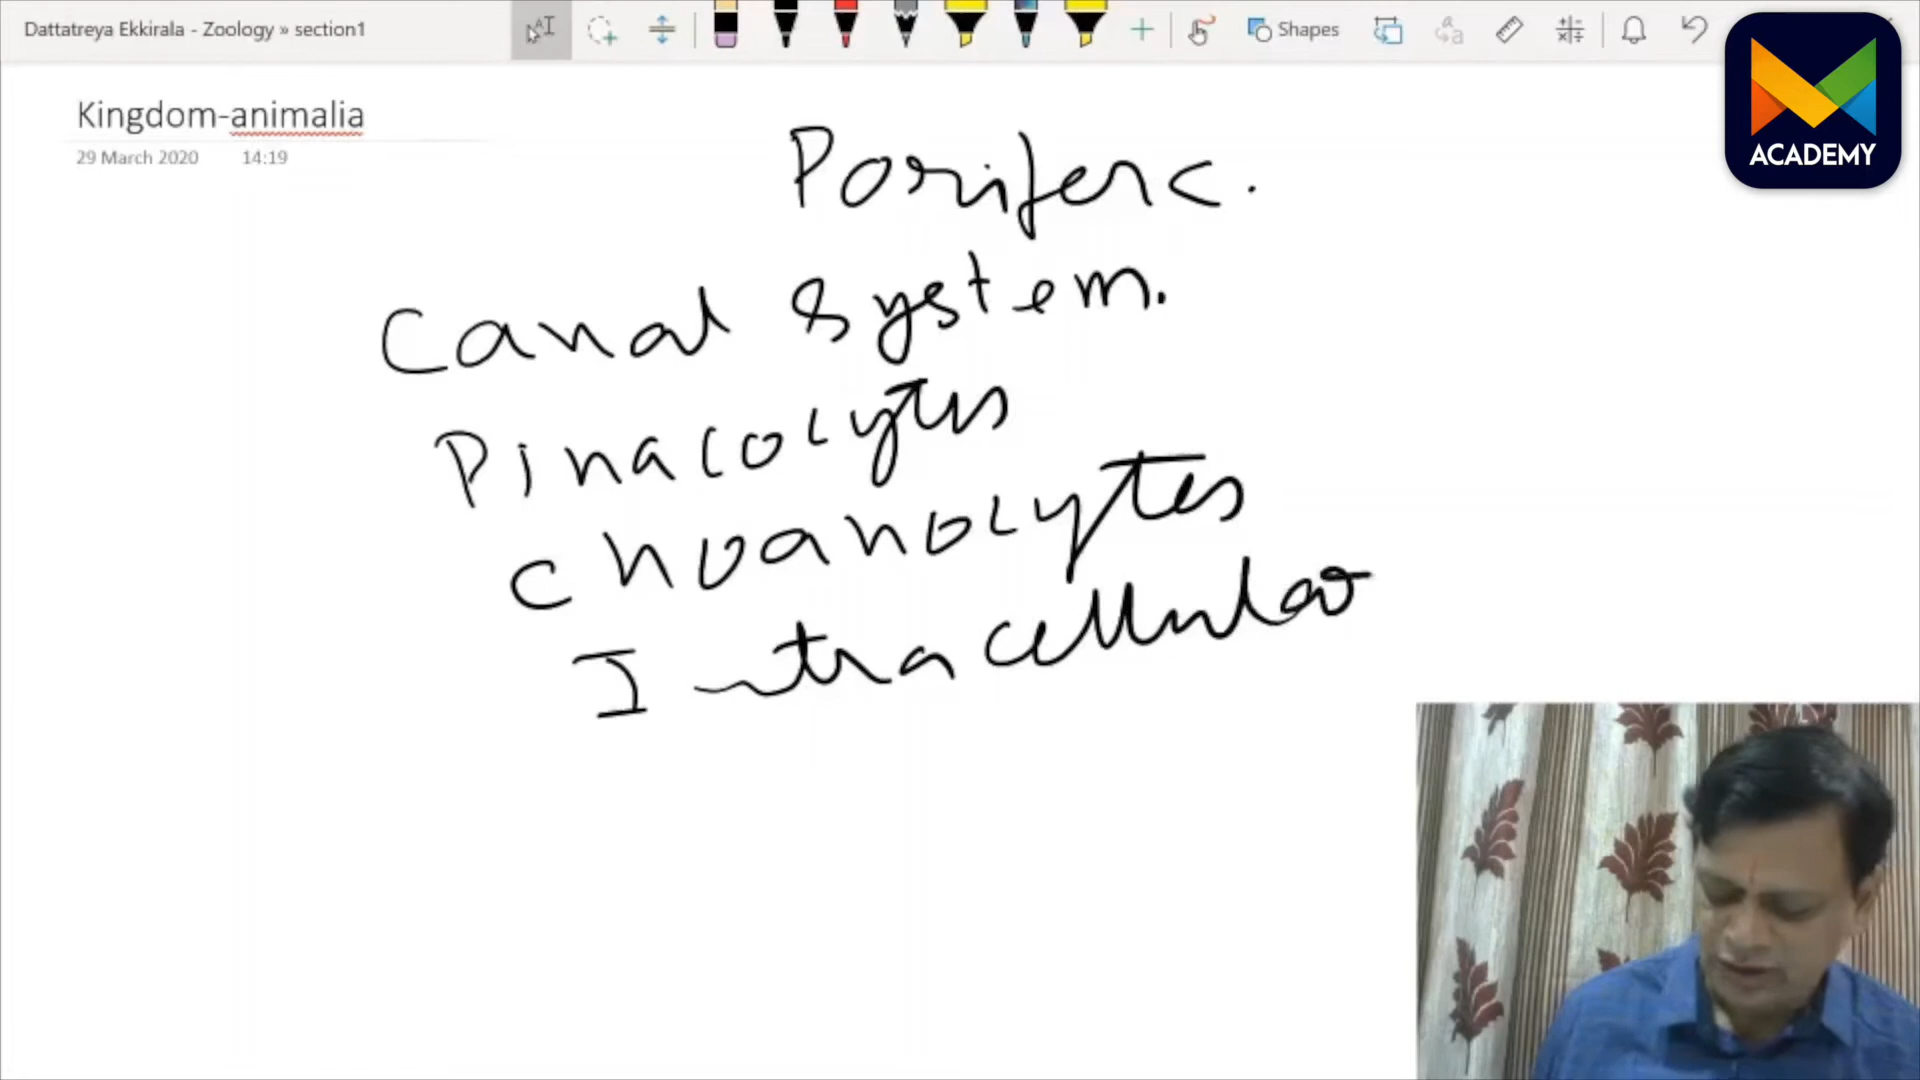 Dattatreya Ekkirala - Zoology » section1
Shapes
ACADEMY
Kingdom-animalia
29 March 2020 14:19
Porifera.
Canal System.
Pinacocytes
Choanocytes
Intracellular